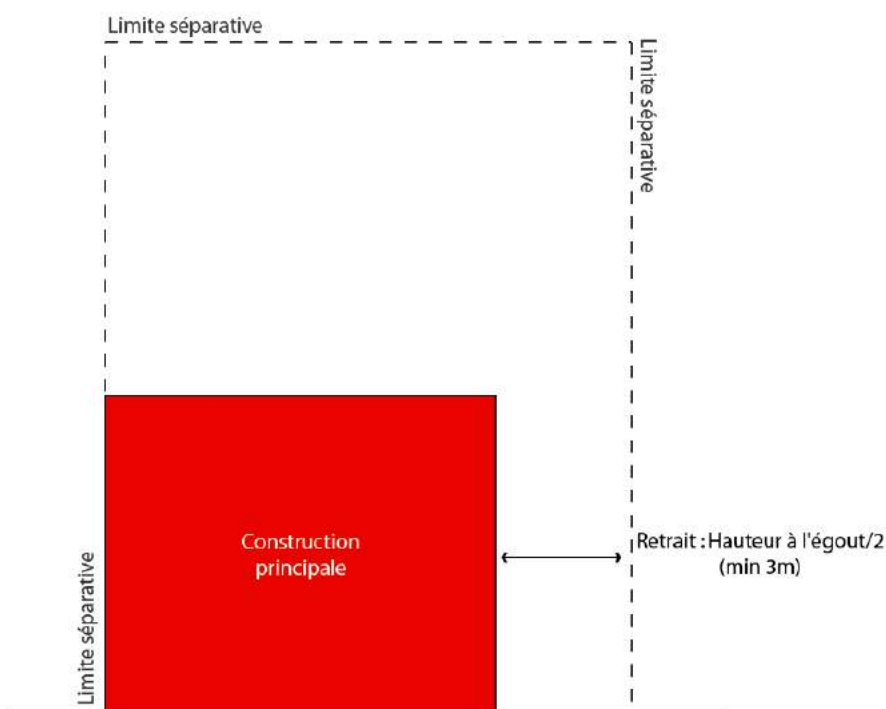 Limite séparative
Limite séparative
Construction
principale
Retrait : Hauteur à l'égout/2
(min 3m)
Limite séparative